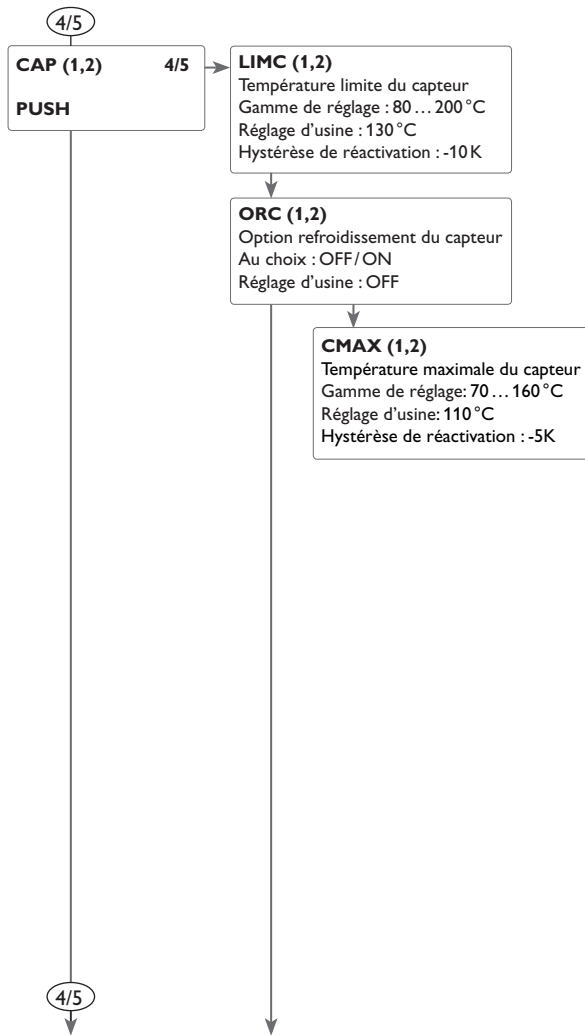 4/5
CAP (1,2) 4/5
PUSH
LIMC (1,2)
Température limite du capteur
Gamme de réglage : 80 … 200 °C
Réglage d'usine : 130 °C
Hystérèse de réactivation : -10 K
ORC (1,2)
Option refroidissement du capteur
Au choix : OFF / ON
Réglage d'usine : OFF
CMAX (1,2)
Température maximale du capteur
Gamme de réglage: 70 … 160 °C
Réglage d'usine: 110 °C
Hystérèse de réactivation : -5K
4/5